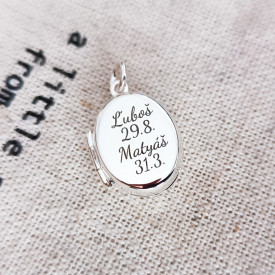 a little
from
Ľuboš
29.8.
Matyáš
31.3.